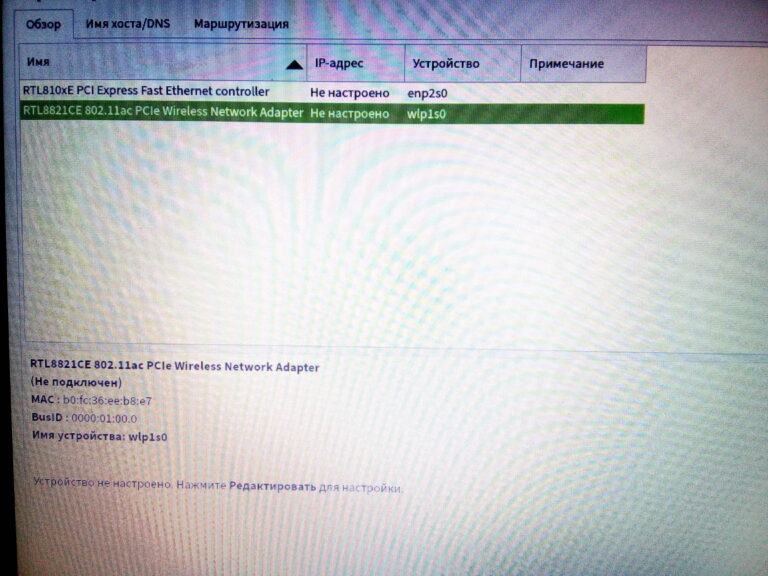 Обзор Имя хоста/DNS Маршрутизация
Имя IP-адрес Устройство Примечание
RTL810xE PCI Express Fast Ethernet controller Не настроено enp2s0
RTL8821CE 802.11ac PCIe Wireless Network Adapter Не настроено wlp1s0
RTL8821CE 802.11ac PCIe Wireless Network Adapter
(Не подключен)
MAC : b0:fc:36:ee:b8:e7
BusID : 0000:01:00.0
Имя устройства: wlp1s0
Устройство не настроено. Нажмите Редактировать для настройки.